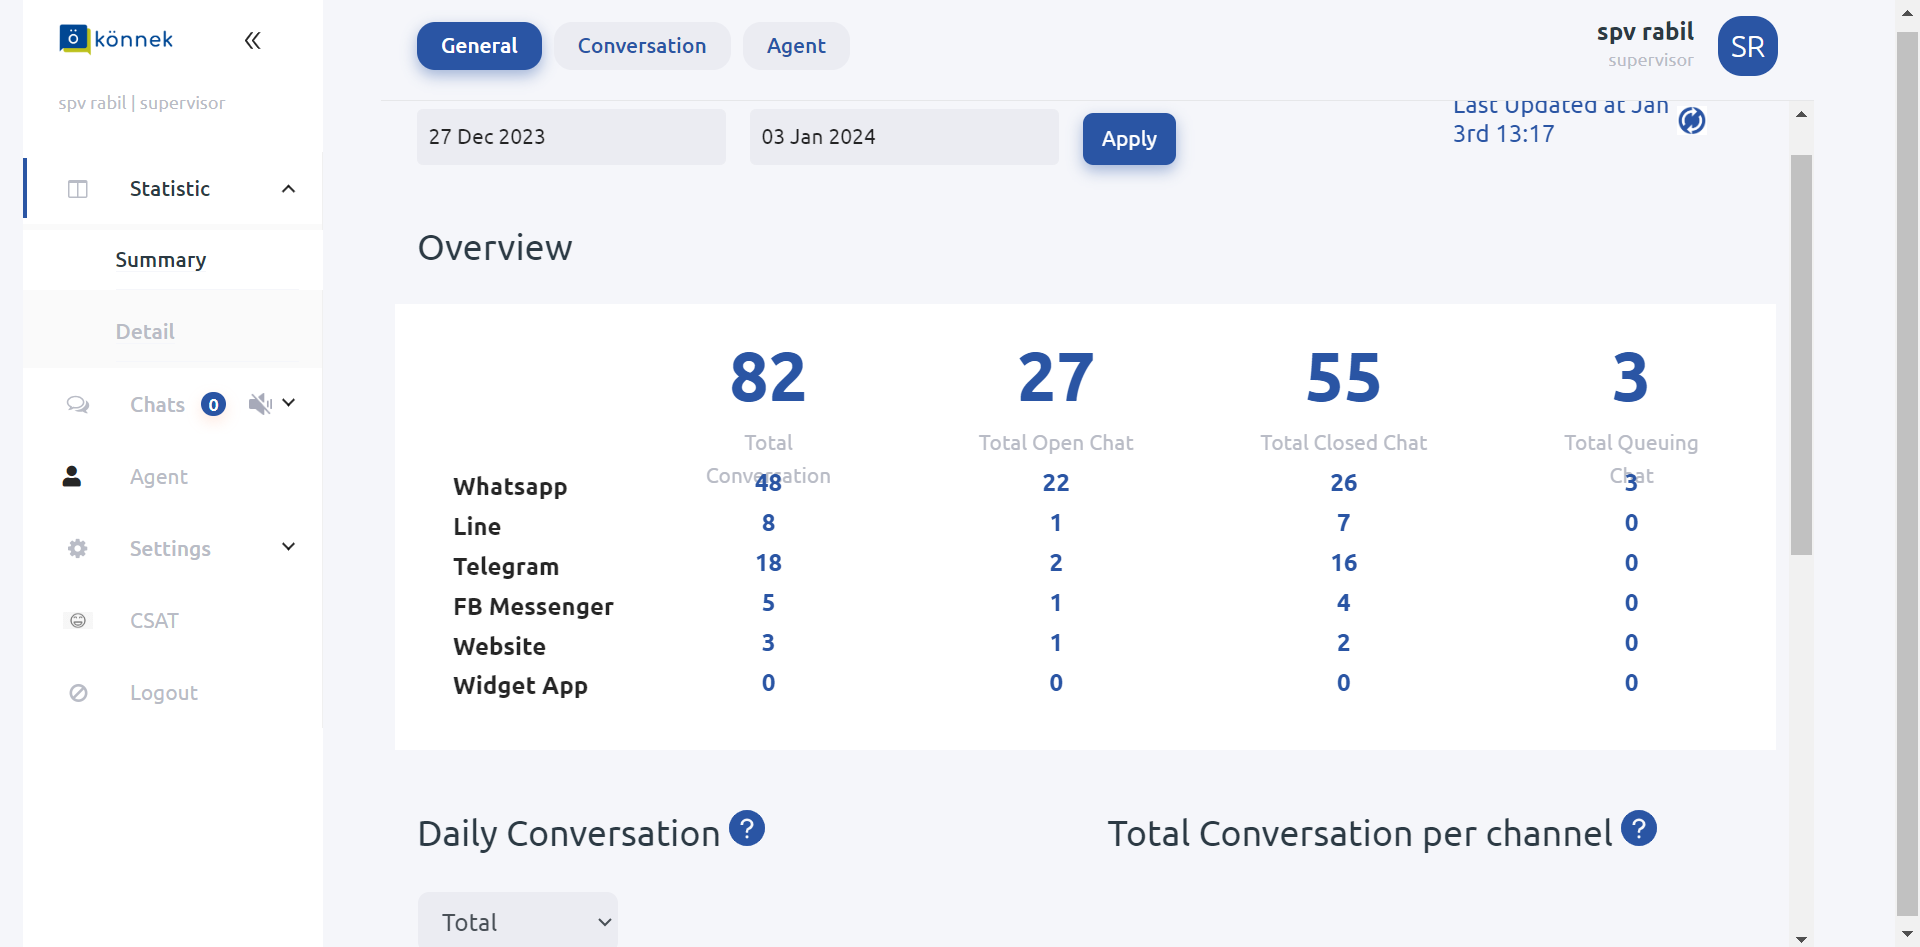 könnek
spv rabil | supervisor
Statistic
Summary
Detail
Chats 0
Agent
Settings
CSAT
Logout
General Conversation Agent
spv rabil
supervisor
SR
27 Dec 2023 03 Jan 2024 Apply
Last Updated at Jan
3rd 13:17
Overview
82 27 55 3
Total Conversation
Total Open Chat
Total Closed Chat
Total Queuing Chat
Whatsapp 48 22 26 3
Line 8 1 7 0
Telegram 18 2 16 0
FB Messenger 5 1 4 0
Website 3 1 2 0
Widget App 0 0 0 0
Daily Conversation ?
Total Conversation per channel ?
Total